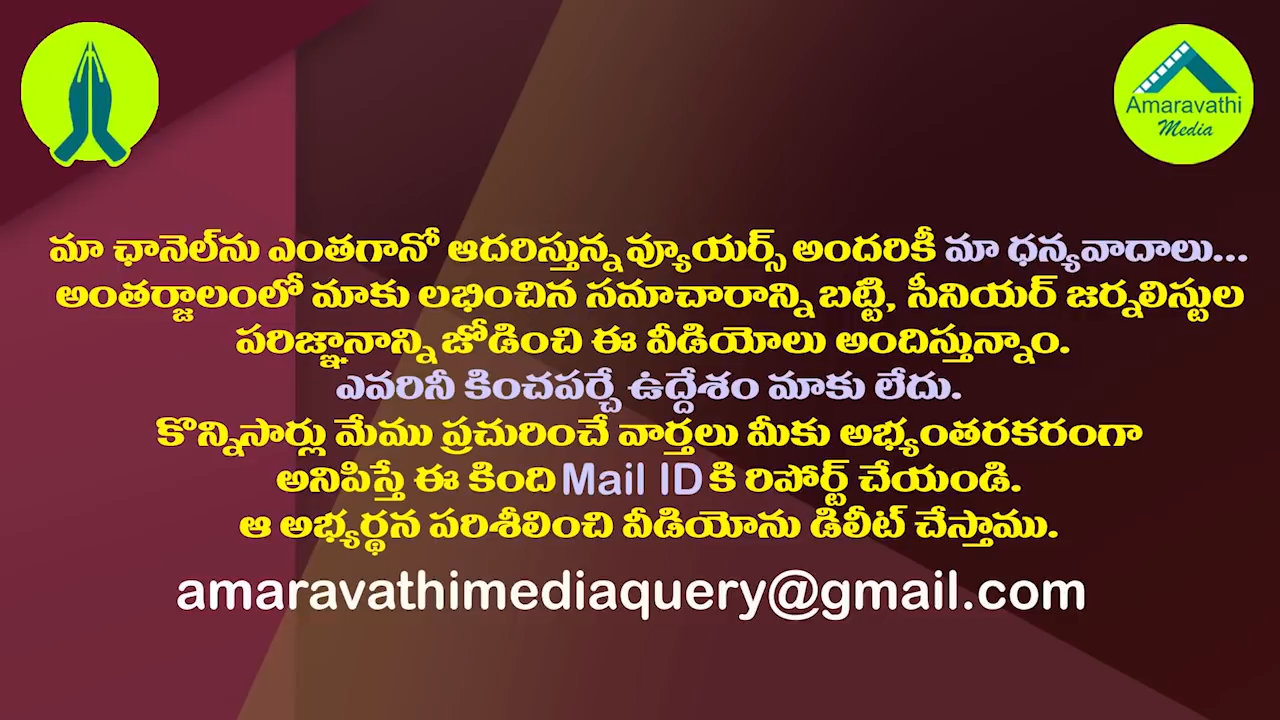 Amaravathi
Media
మా ఛానెల్‌ను ఎంతగానో ఆదరిస్తున్న వ్యూయర్స్ అందరికీ మా ధన్యవాదాలు...
అంతర్జాలంలో మాకు లభించిన సమాచారాన్ని బట్టి, సీనియర్ జర్నలిస్టుల
పరిజ్ఞానాన్ని జోడించి ఈ వీడియోలు అందిస్తున్నాం.
ఎవరినీ కించపర్చే ఉద్దేశం మాకు లేదు.
కొన్నిసార్లు మేము ప్రచురించే వార్తలు మీకు అభ్యంతరకరంగా
అనిపిస్తే ఈ కింది Mail ID కి రిపోర్ట్ చేయండి.
ఆ అభ్యర్థన పరిశీలించి వీడియోను డిలీట్ చేస్తాము.
amaravathimediaquery@gmail.com